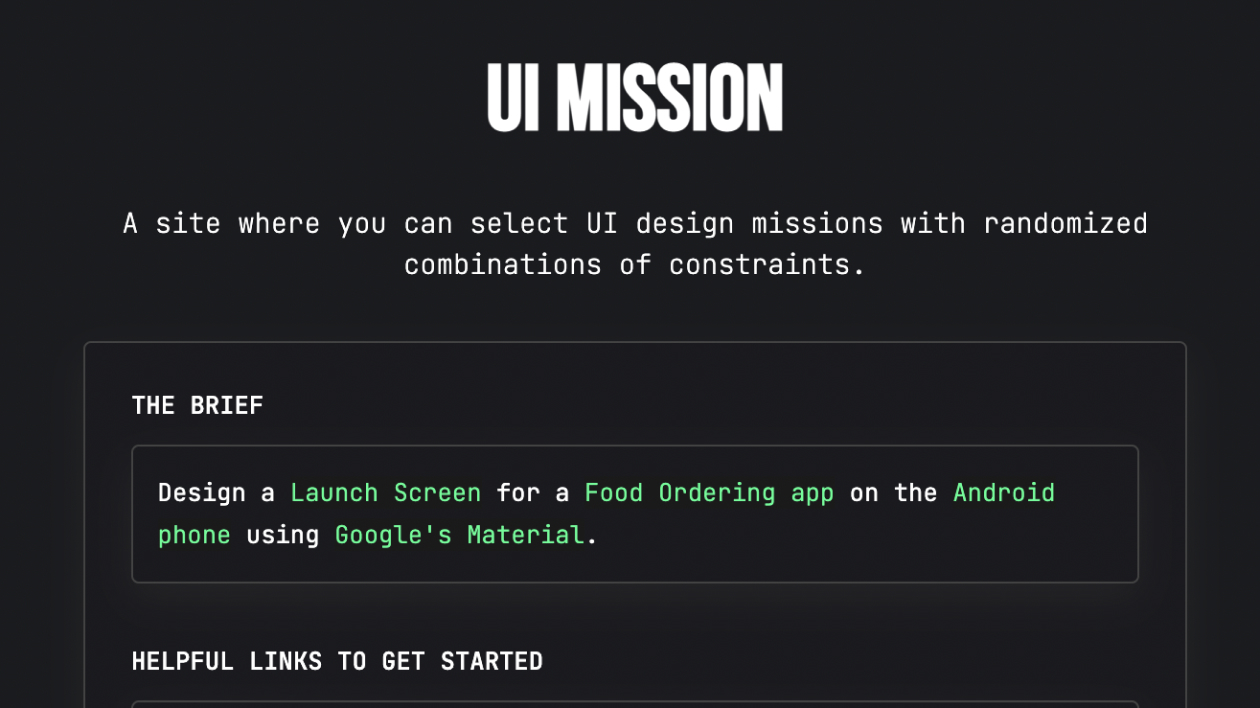 UI MISSION
A site where you can select UI design missions with randomized
combinations of constraints.
THE BRIEF
Design a Launch Screen for a Food Ordering app on the Android
phone using Google's Material.
HELPFUL LINKS TO GET STARTED